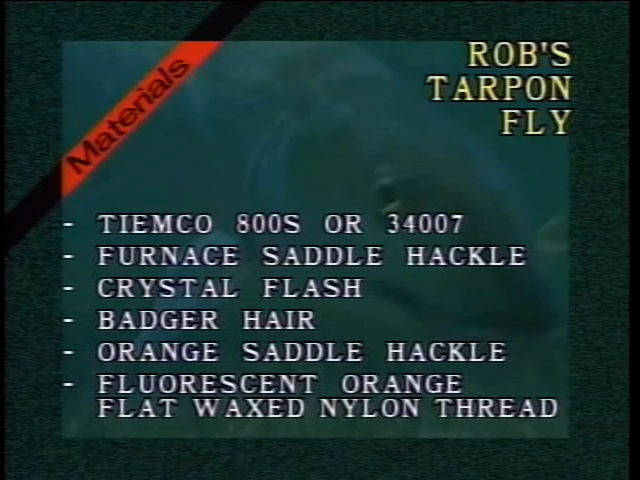 Materials
ROB'S
TARPON
FLY
- TIEMCO 800S OR 34007
- FURNACE SADDLE HACKLE
- CRYSTAL FLASH
- BADGER HAIR
- ORANGE SADDLE HACKLE
- FLUORESCENT ORANGE
FLAT WAXED NYLON THREAD